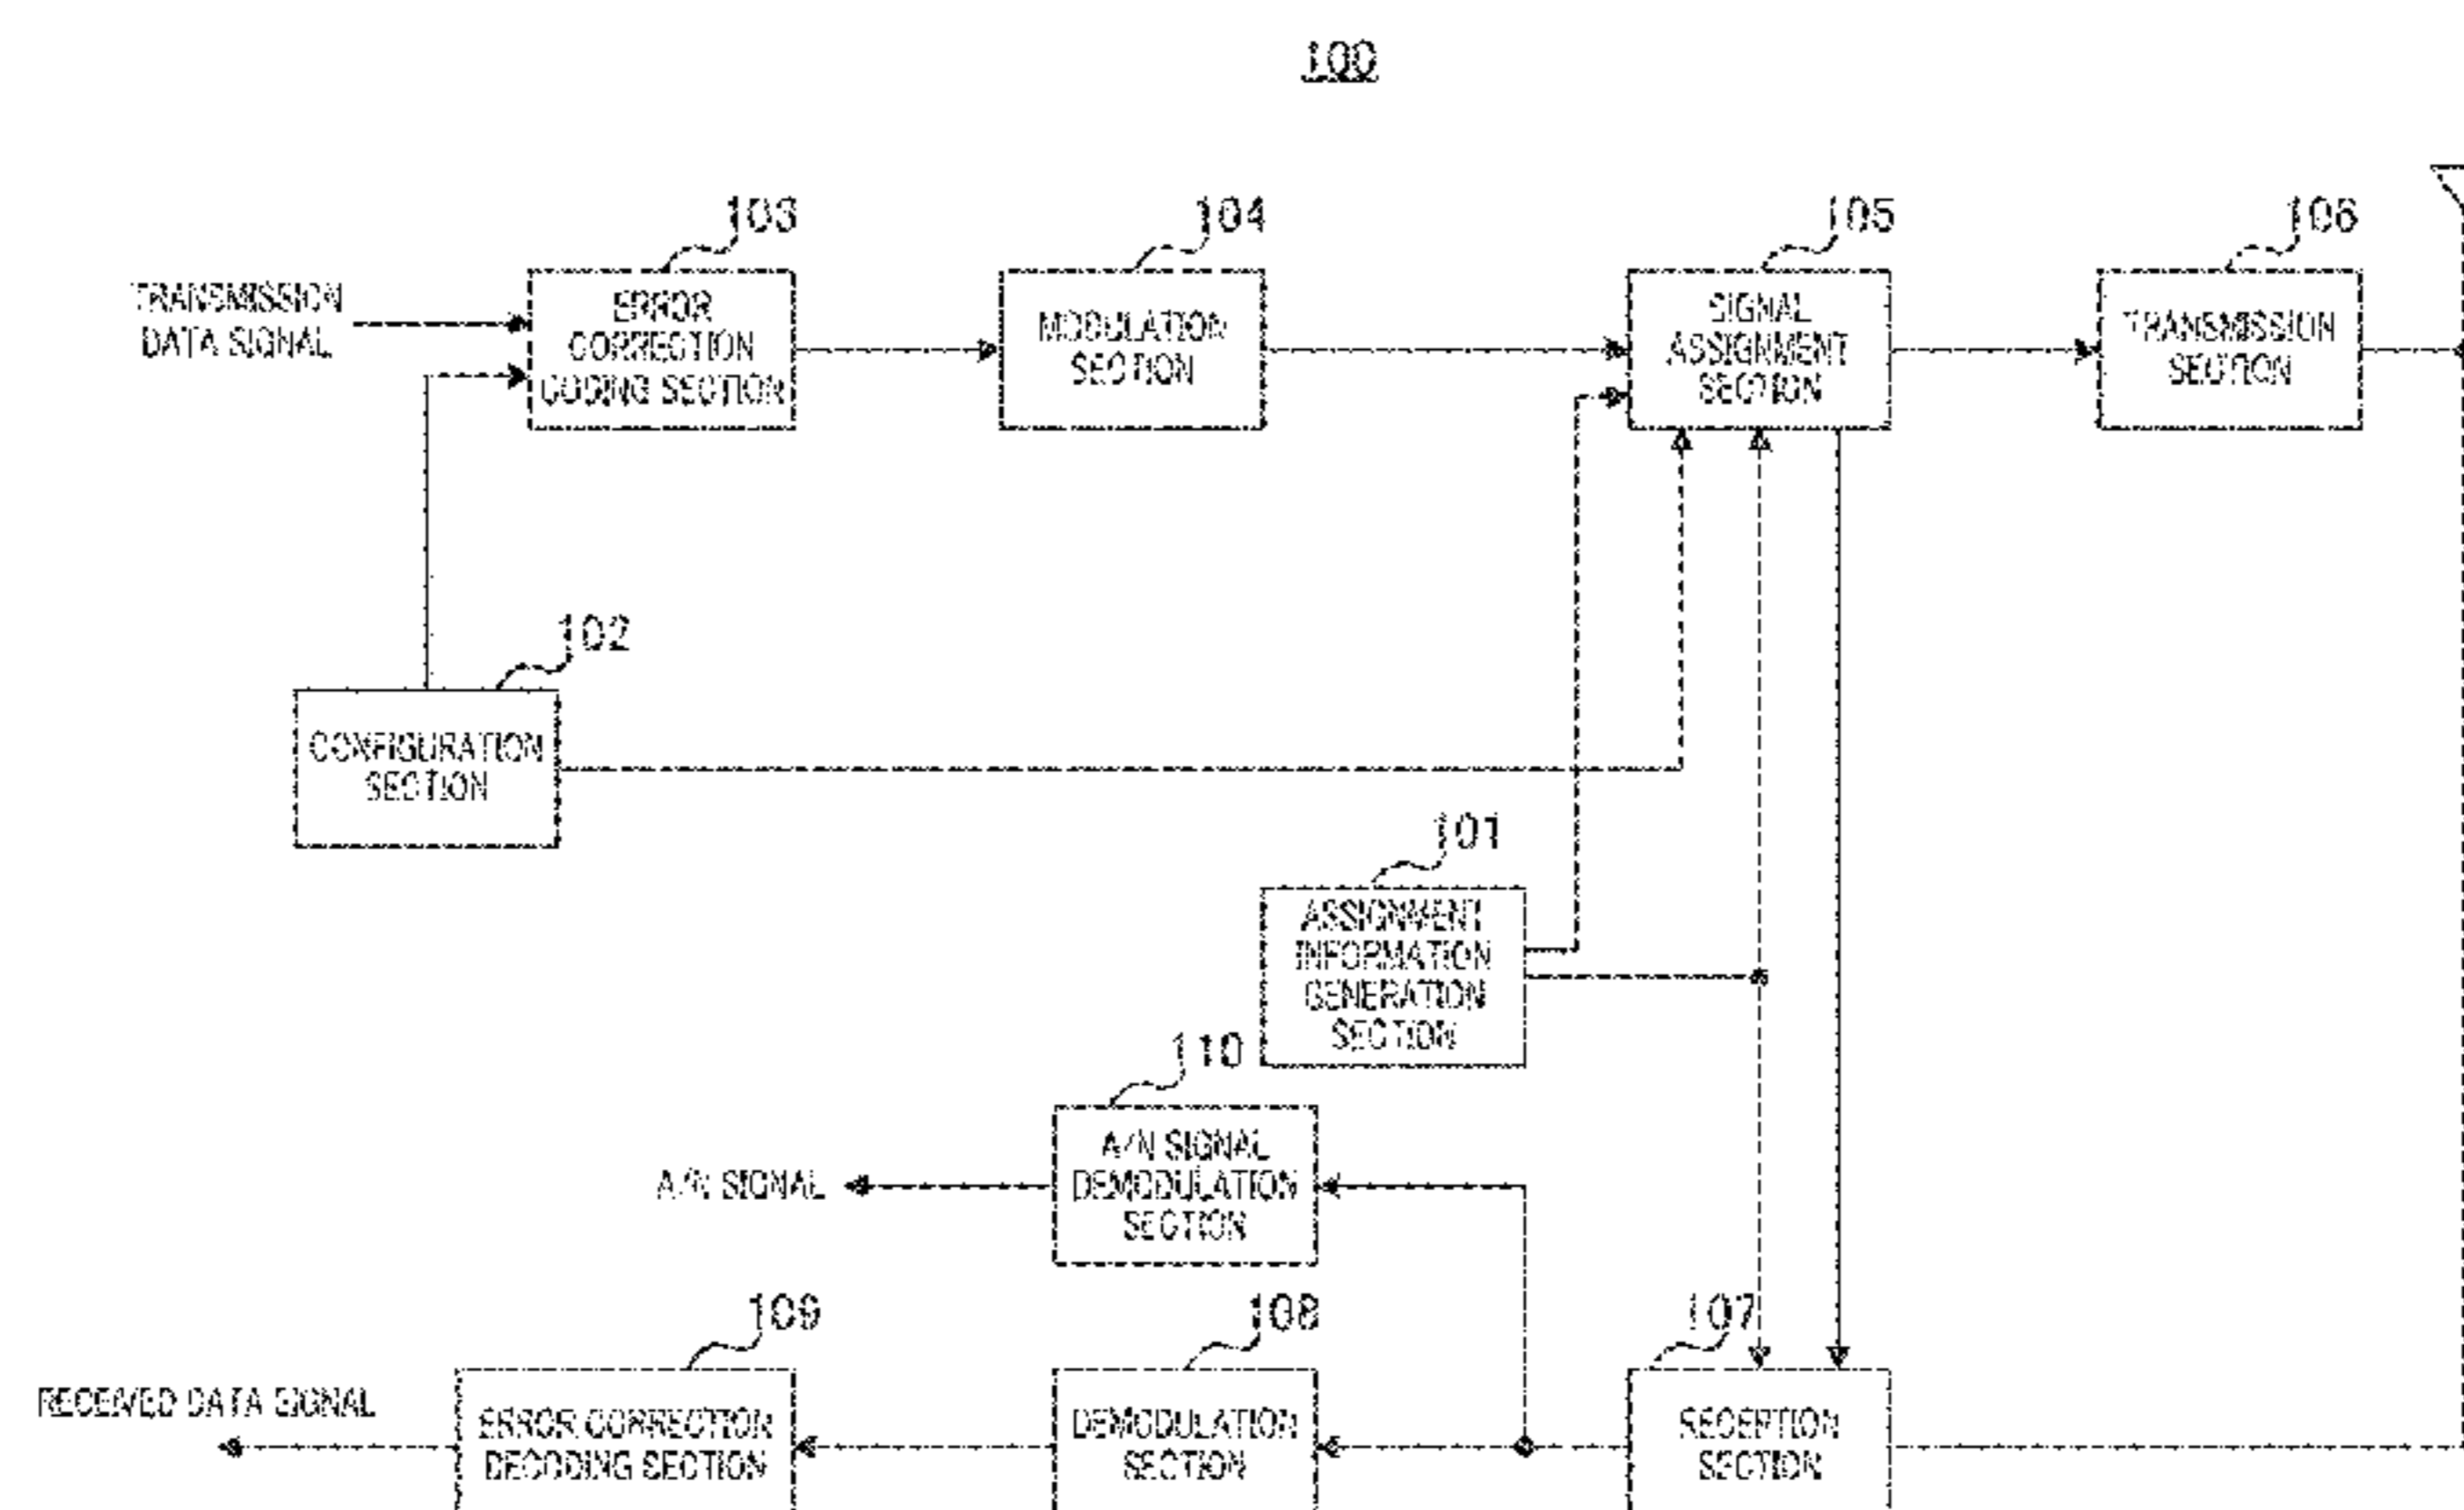 100
103
104
105
106
TRANSMISSION
DATA SIGNAL
ERROR
CORRECTION
CODING SECTION
MODULATION
SECTION
SIGNAL
ASSIGNMENT
SECTION
TRANSMISSION
SECTION
102
CONFIGURATION
SECTION
101
ASSIGNMENT
INFORMATION
GENERATION
SECTION
110
A/N SIGNAL
DEMODULATION
SECTION
A/N SIGNAL
109
108
107
RECEIVED DATA SIGNAL
ERROR CORRECTION
DECODING SECTION
DEMODULATION
SECTION
RECEPTION
SECTION